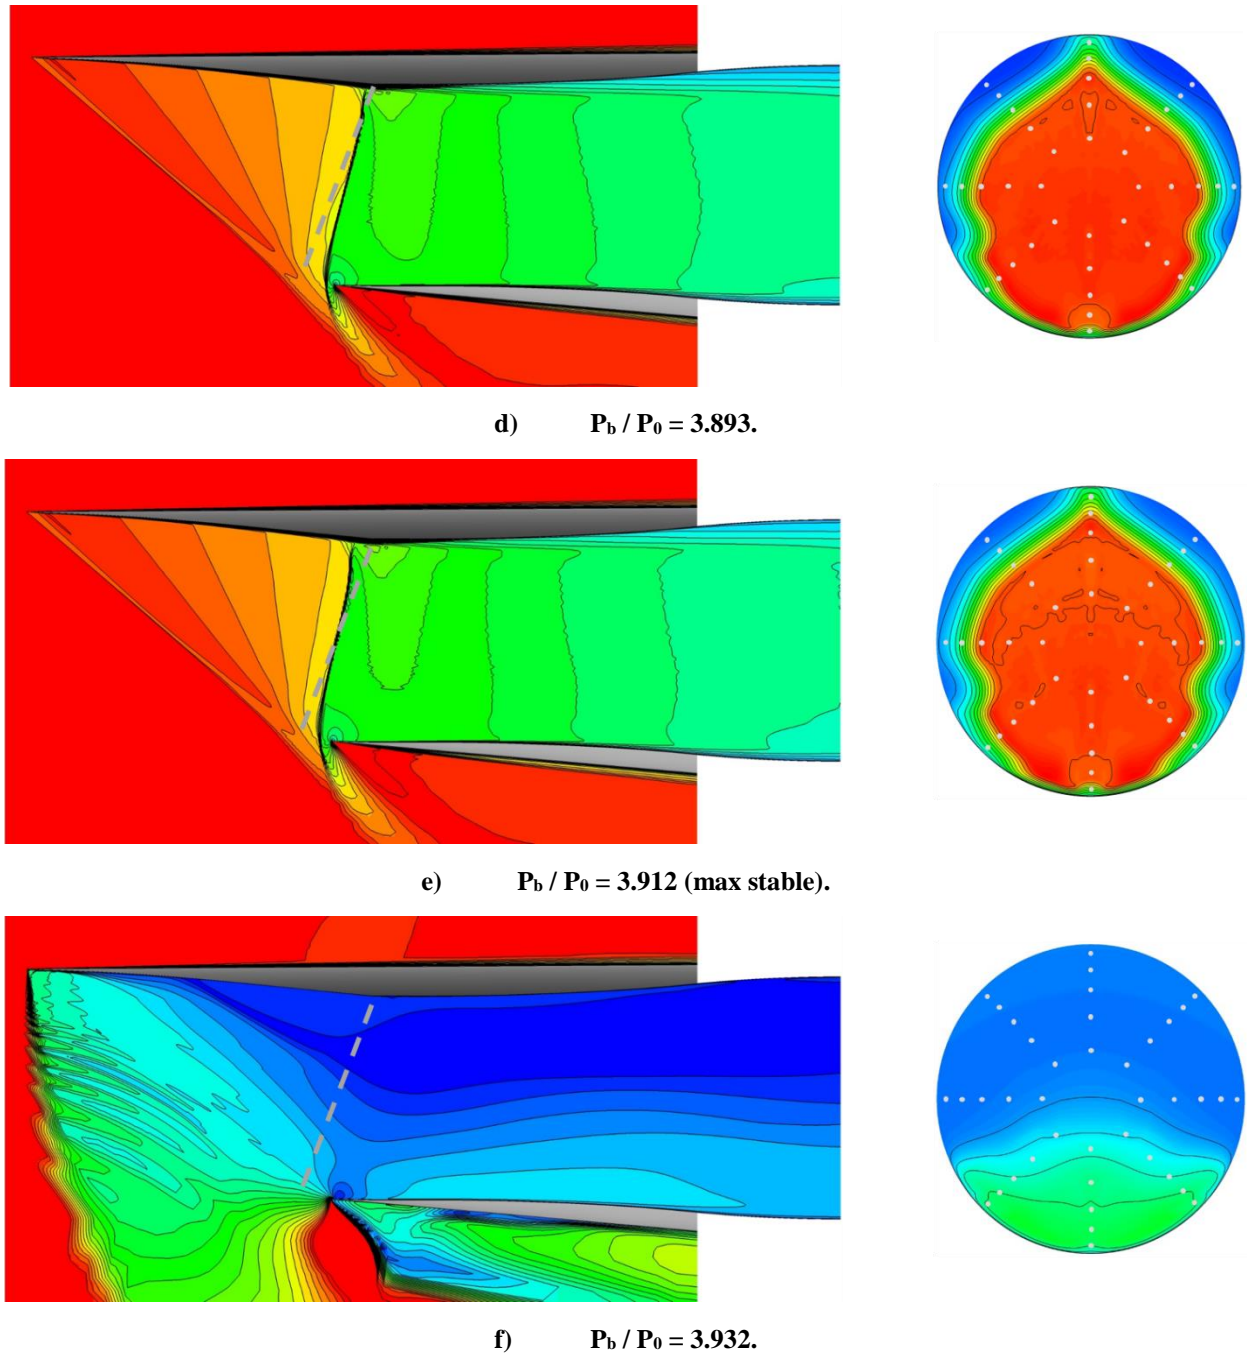 d) P_b / P_0 = 3.893.
e) P_b / P_0 = 3.912 (max stable).
f) P_b / P_0 = 3.932.